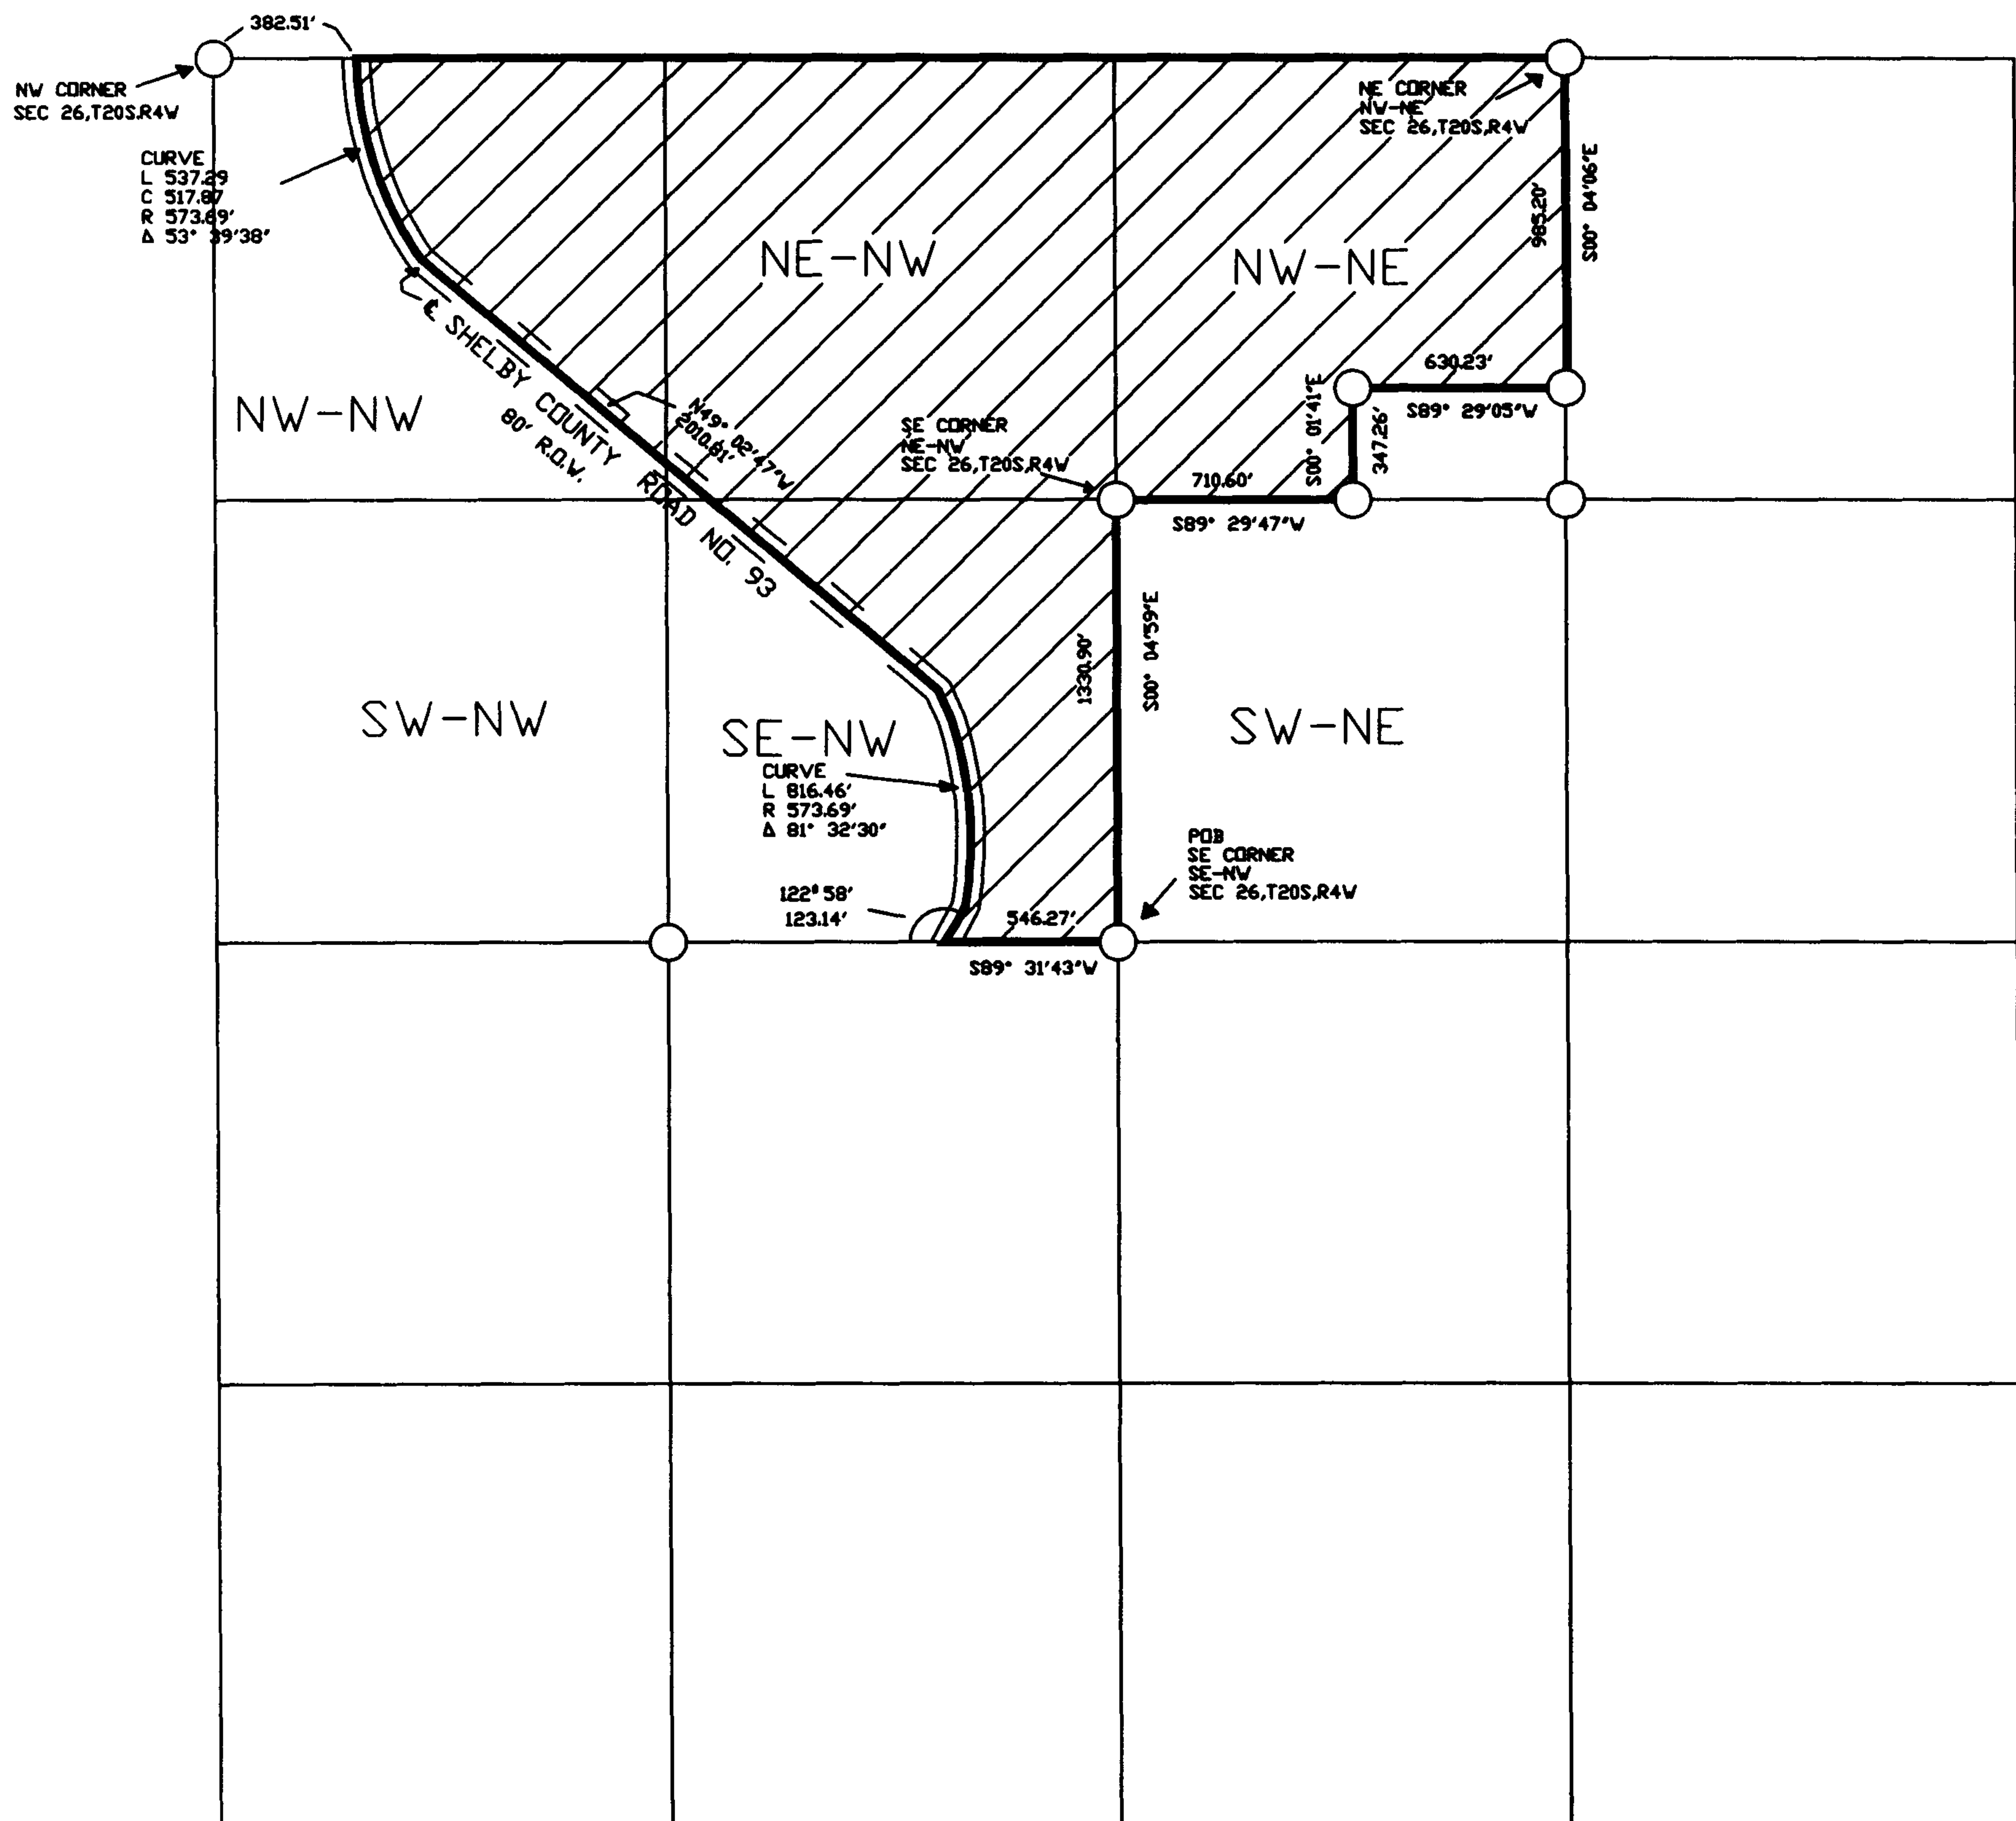 382.51'
NW CORNER
SEC 26,T20S.R4W
CURVE
L 537.29
C 517.87
R 573.69'
Δ 53° 39'38"
NE CORNER
NW-NE
SEC 26,T20S,R4W
985.20'
S00° 04'06"E
NE-NW
NW-NE
630.23'
S89° 29'05"W
S00° 01'41"E
347.26'
℄ SHELBY COUNTY ROAD NO. 93
80' R.O.W.
N49° 02'47"W
2010.81'
NW-NW
SE CORNER
NE-NW
SEC 26,T20S,R4W
710.60'
S89° 29'47"W
1330.90'
S00° 04'59"E
SW-NW
SE-NW
SW-NE
CURVE
L 816.46'
R 573.69'
Δ 81° 32'30"
POB
SE CORNER
SE-NW
SEC 26,T20S,R4W
122° 58'
123.14'
546.27'
S89° 31'43"W